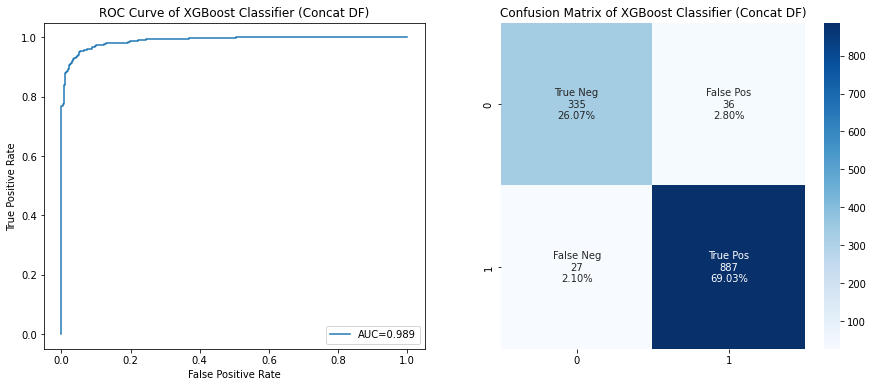 ROC Curve of XGBoost Classifier (Concat DF)
1.0
0.8
0.6
0.4
0.2
0.0
True Positive Rate
0.0 0.2 0.4 0.6 0.8 1.0
False Positive Rate
AUC=0.989
Confusion Matrix of XGBoost Classifier (Concat DF)
0
1
True Neg
335
26.07%
False Pos
36
2.80%
False Neg
27
2.10%
True Pos
887
69.03%
0 1
800
700
600
500
400
300
200
100